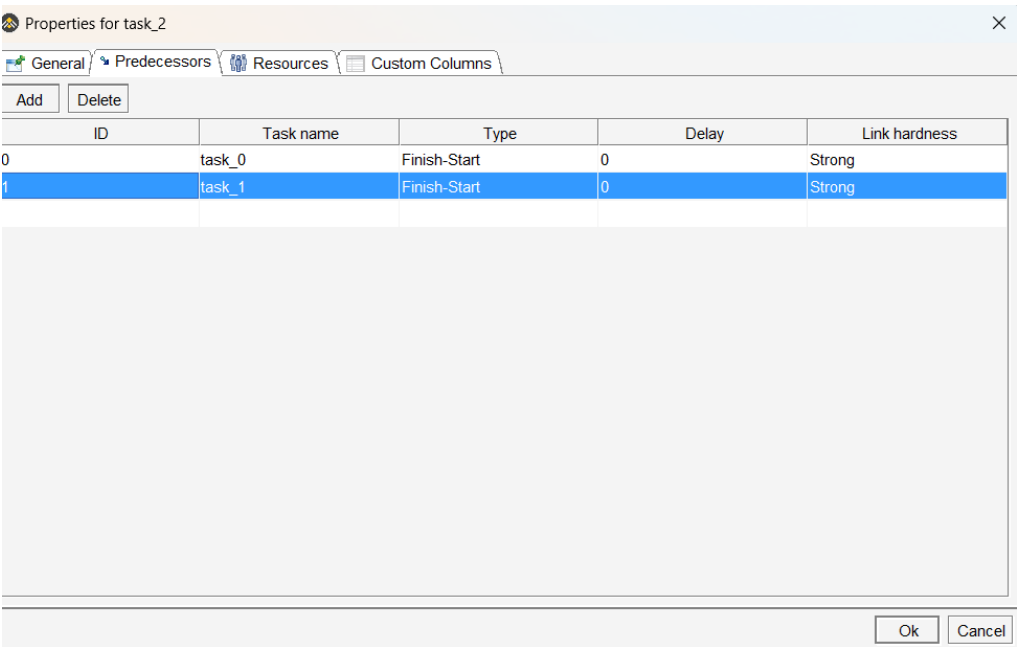 Properties for task_2
General Predecessors Resources Custom Columns
Add Delete
ID Task name Type Delay Link hardness
0 task_0 Finish-Start 0 Strong
1 task_1 Finish-Start 0 Strong
Ok Cancel